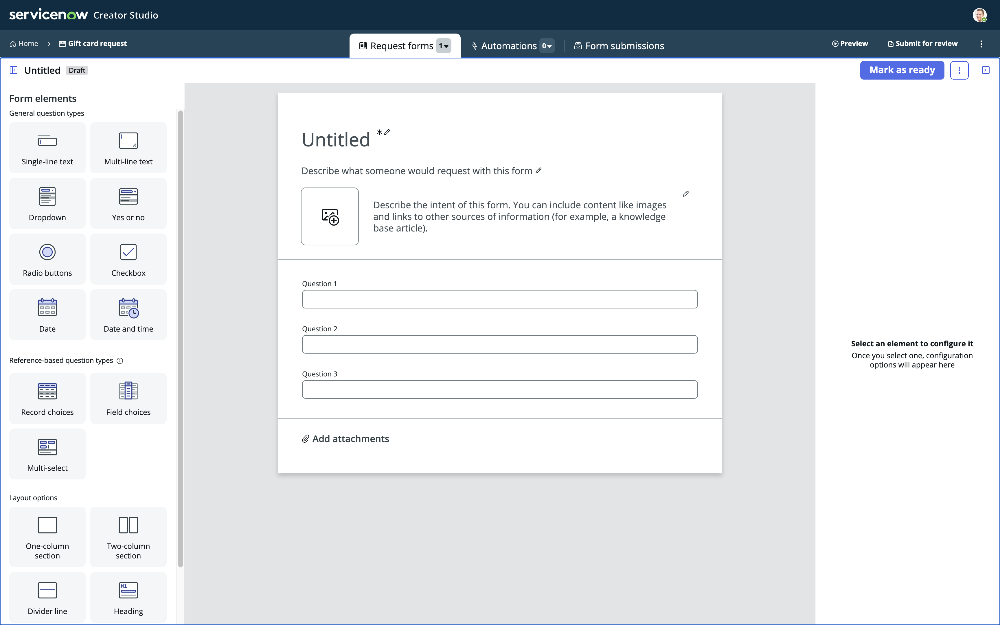 servicenow Creator Studio
Home > Gift card request
Request forms 1
Automations 0
Form submissions
Preview
Submit for review
Untitled Draft
Mark as ready
Form elements
General question types
Single-line text
Multi-line text
Dropdown
Yes or no
Radio buttons
Checkbox
Date
Date and time
Reference-based question types
Record choices
Field choices
Multi-select
Layout options
One-column
section
Two-column
section
Divider line
H1
Heading
Untitled *
Describe what someone would request with this form
Describe the intent of this form. You can include content like images
and links to other sources of information (for example, a knowledge
base article).
Question 1
Question 2
Question 3
Add attachments
Select an element to configure it
Once you select one, configuration
options will appear here